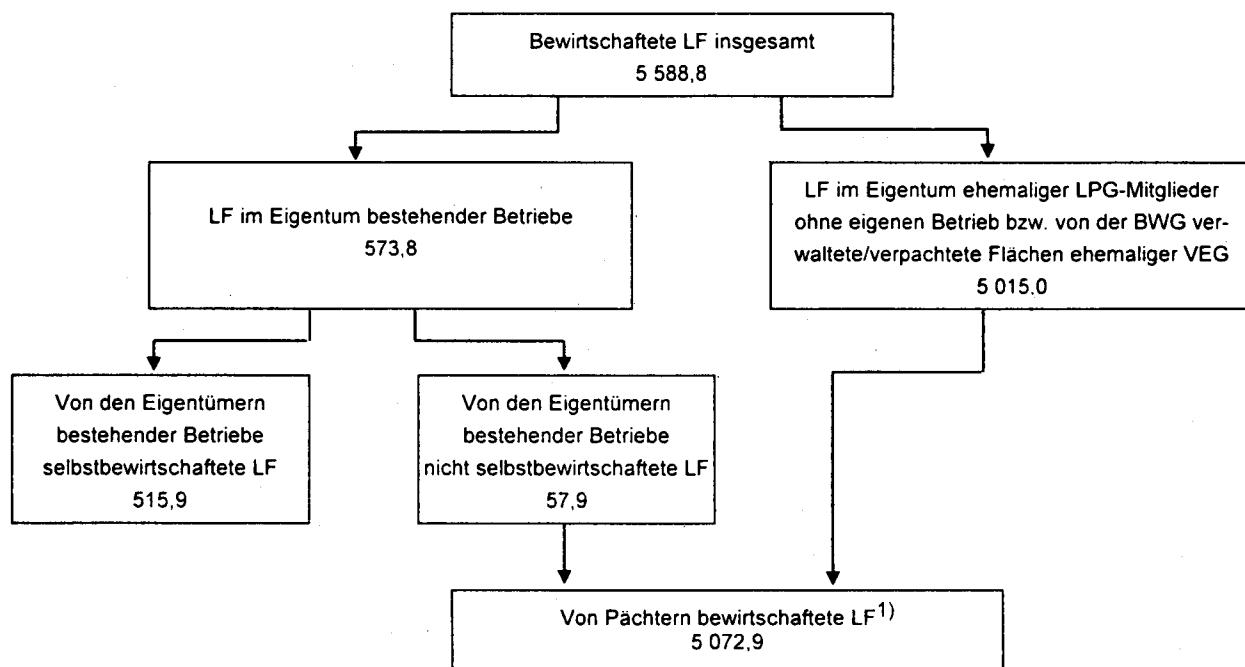 Bewirtschaftete LF insgesamt
5 588,8
LF im Eigentum bestehender Betriebe
573,8
LF im Eigentum ehemaliger LPG-Mitglieder
ohne eigenen Betrieb bzw. von der BWG ver-
waltete/verpachtete Flächen ehemaliger VEG
5 015,0
Von den Eigentümern
bestehender Betriebe
selbstbewirtschaftete LF
515,9
Von den Eigentümern
bestehender Betriebe
nicht selbstbewirtschaftete LF
57,9
Von Pächtern bewirtschaftete LF1)
5 072,9